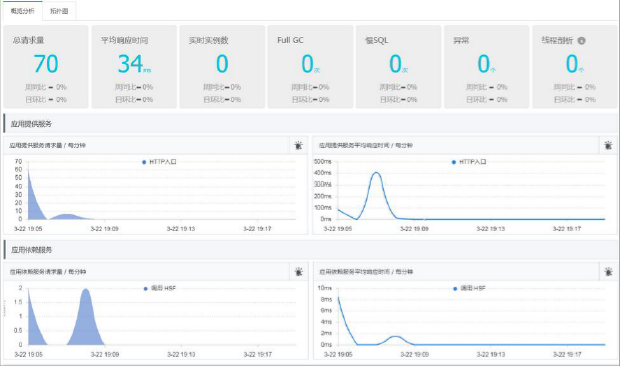 概览分析 拓扑图
总请求量 平均响应时间 实时实例数 Full GC 慢SQL 异常 线程剖析
70 34ms 0 0次 0次 0个 0个
周同比 0% 周同比 0% 周同比 0% 周同比 0% 周同比 0% 周同比 0% 周同比 0%
日环比 0% 日环比 0% 日环比 0% 日环比 0% 日环比 0% 日环比 0% 日环比 0%
应用提供服务
应用提供服务请求量 / 每分钟 应用提供服务平均响应时间 / 每分钟
HTTP入口 HTTP入口
70 500ms
60 400ms
50 300ms
40 200ms
30 100ms
20 0ms
10
0
3-22 19:05 3-22 19:09 3-22 19:13 3-22 19:17 3-22 19:05 3-22 19:09 3-22 19:13 3-22 19:17
应用依赖服务
应用依赖服务请求量 / 每分钟 应用依赖服务平均响应时间 / 每分钟
调用 HSF 调用 HSF
2 10ms
1.5 8ms
1 6ms
0.5 4ms
0 2ms
0ms
3-22 19:05 3-22 19:09 3-22 19:13 3-22 19:17 3-22 19:05 3-22 19:09 3-22 19:13 3-22 19:17